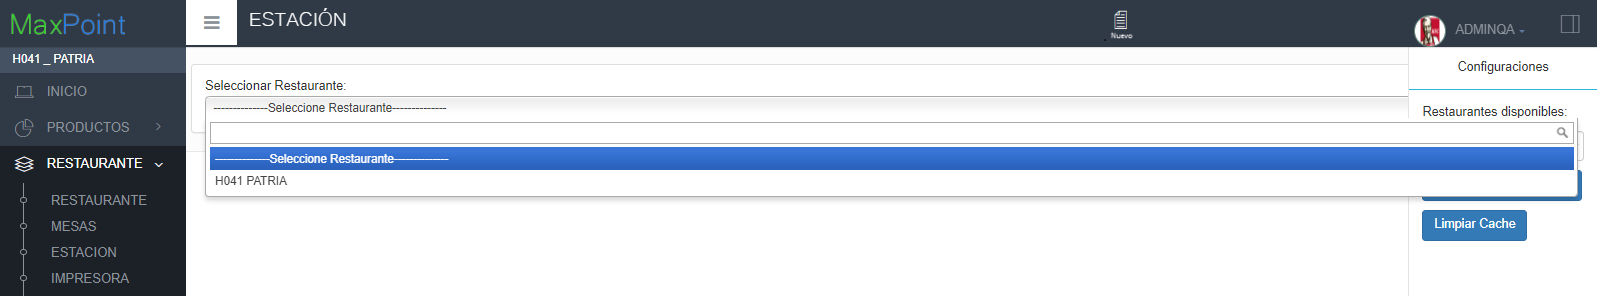 MaxPoint
ESTACIÓN
Nuevo
ADMINQA
H041 _ PATRIA
INICIO
PRODUCTOS
RESTAURANTE
RESTAURANTE
MESAS
ESTACION
IMPRESORA
Seleccionar Restaurante:
--------------Seleccione Restaurante--------------
--------------Seleccione Restaurante--------------
H041 PATRIA
Configuraciones
Restaurantes disponibles:
Limpiar Cache